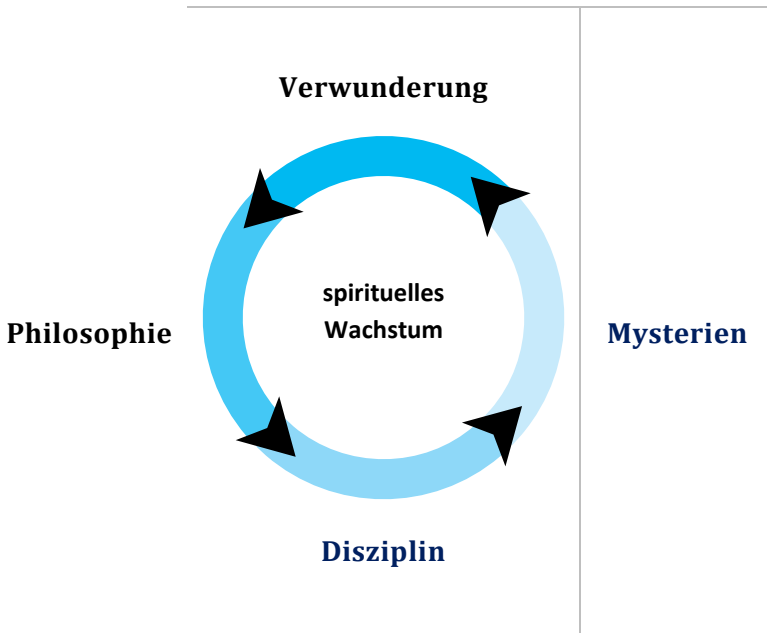 Verwunderung
spirituelles
Wachstum
Philosophie
Mysterien
Disziplin